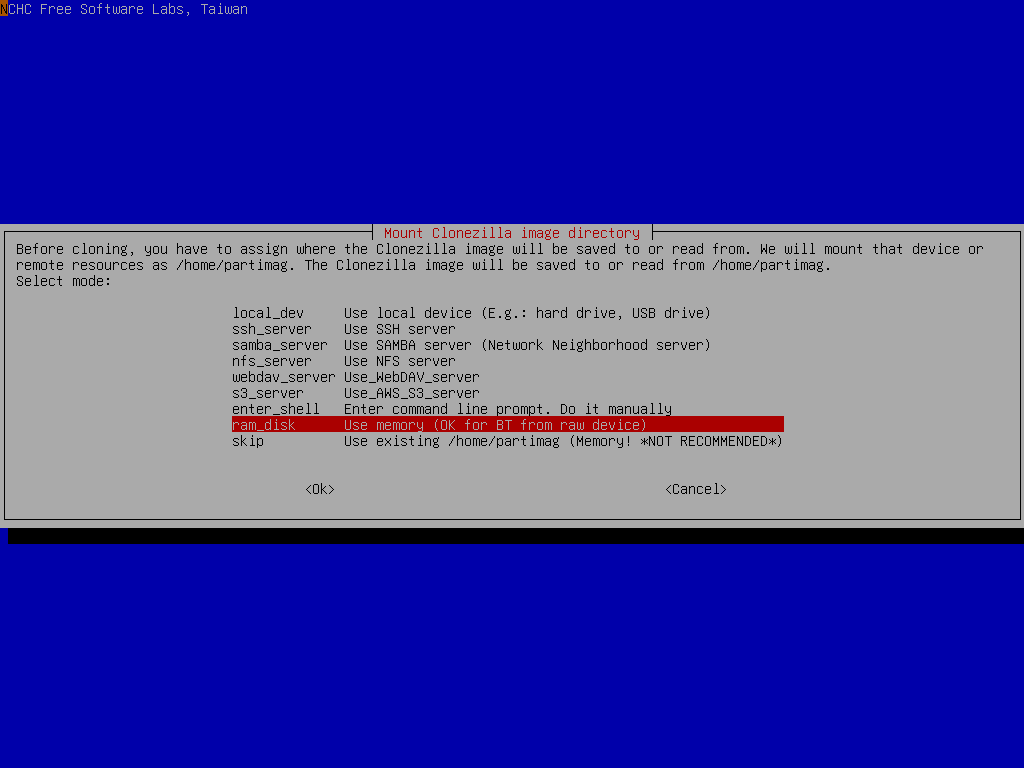 NCHC Free Software Labs, Taiwan
Mount Clonezilla image directory
Before cloning, you have to assign where the Clonezilla image will be saved to or read from. We will mount that device or
remote resources as /home/partimag. The Clonezilla image will be saved to or read from /home/partimag.
Select mode:
local_dev Use local device (E.g.: hard drive, USB drive)
ssh_server Use SSH server
samba_server Use SAMBA server (Network Neighborhood server)
nfs_server Use NFS server
webdav_server Use_WebDAV_server
s3_server Use_AWS_S3_server
enter_shell Enter command line prompt. Do it manually
ram_disk Use memory (OK for BT from raw device)
skip Use existing /home/partimag (Memory! *NOT RECOMMENDED*)
<Ok> <Cancel>